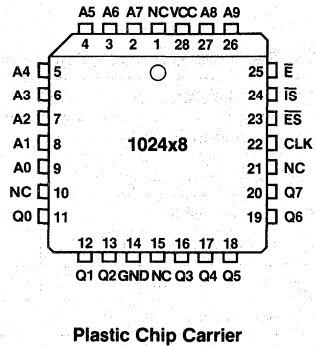 A5 A6 A7 NC VCC A8 A9
4 3 2 1 28 27 26
A4 5 25 E̅
A3 6 24 I̅S̅
A2 7 23 E̅S̅
1024x8
A1 8 22 CLK
A0 9 21 NC
NC 10 20 Q7
Q0 11 19 Q6
12 13 14 15 16 17 18
Q1 Q2 GND NC Q3 Q4 Q5
Plastic Chip Carrier